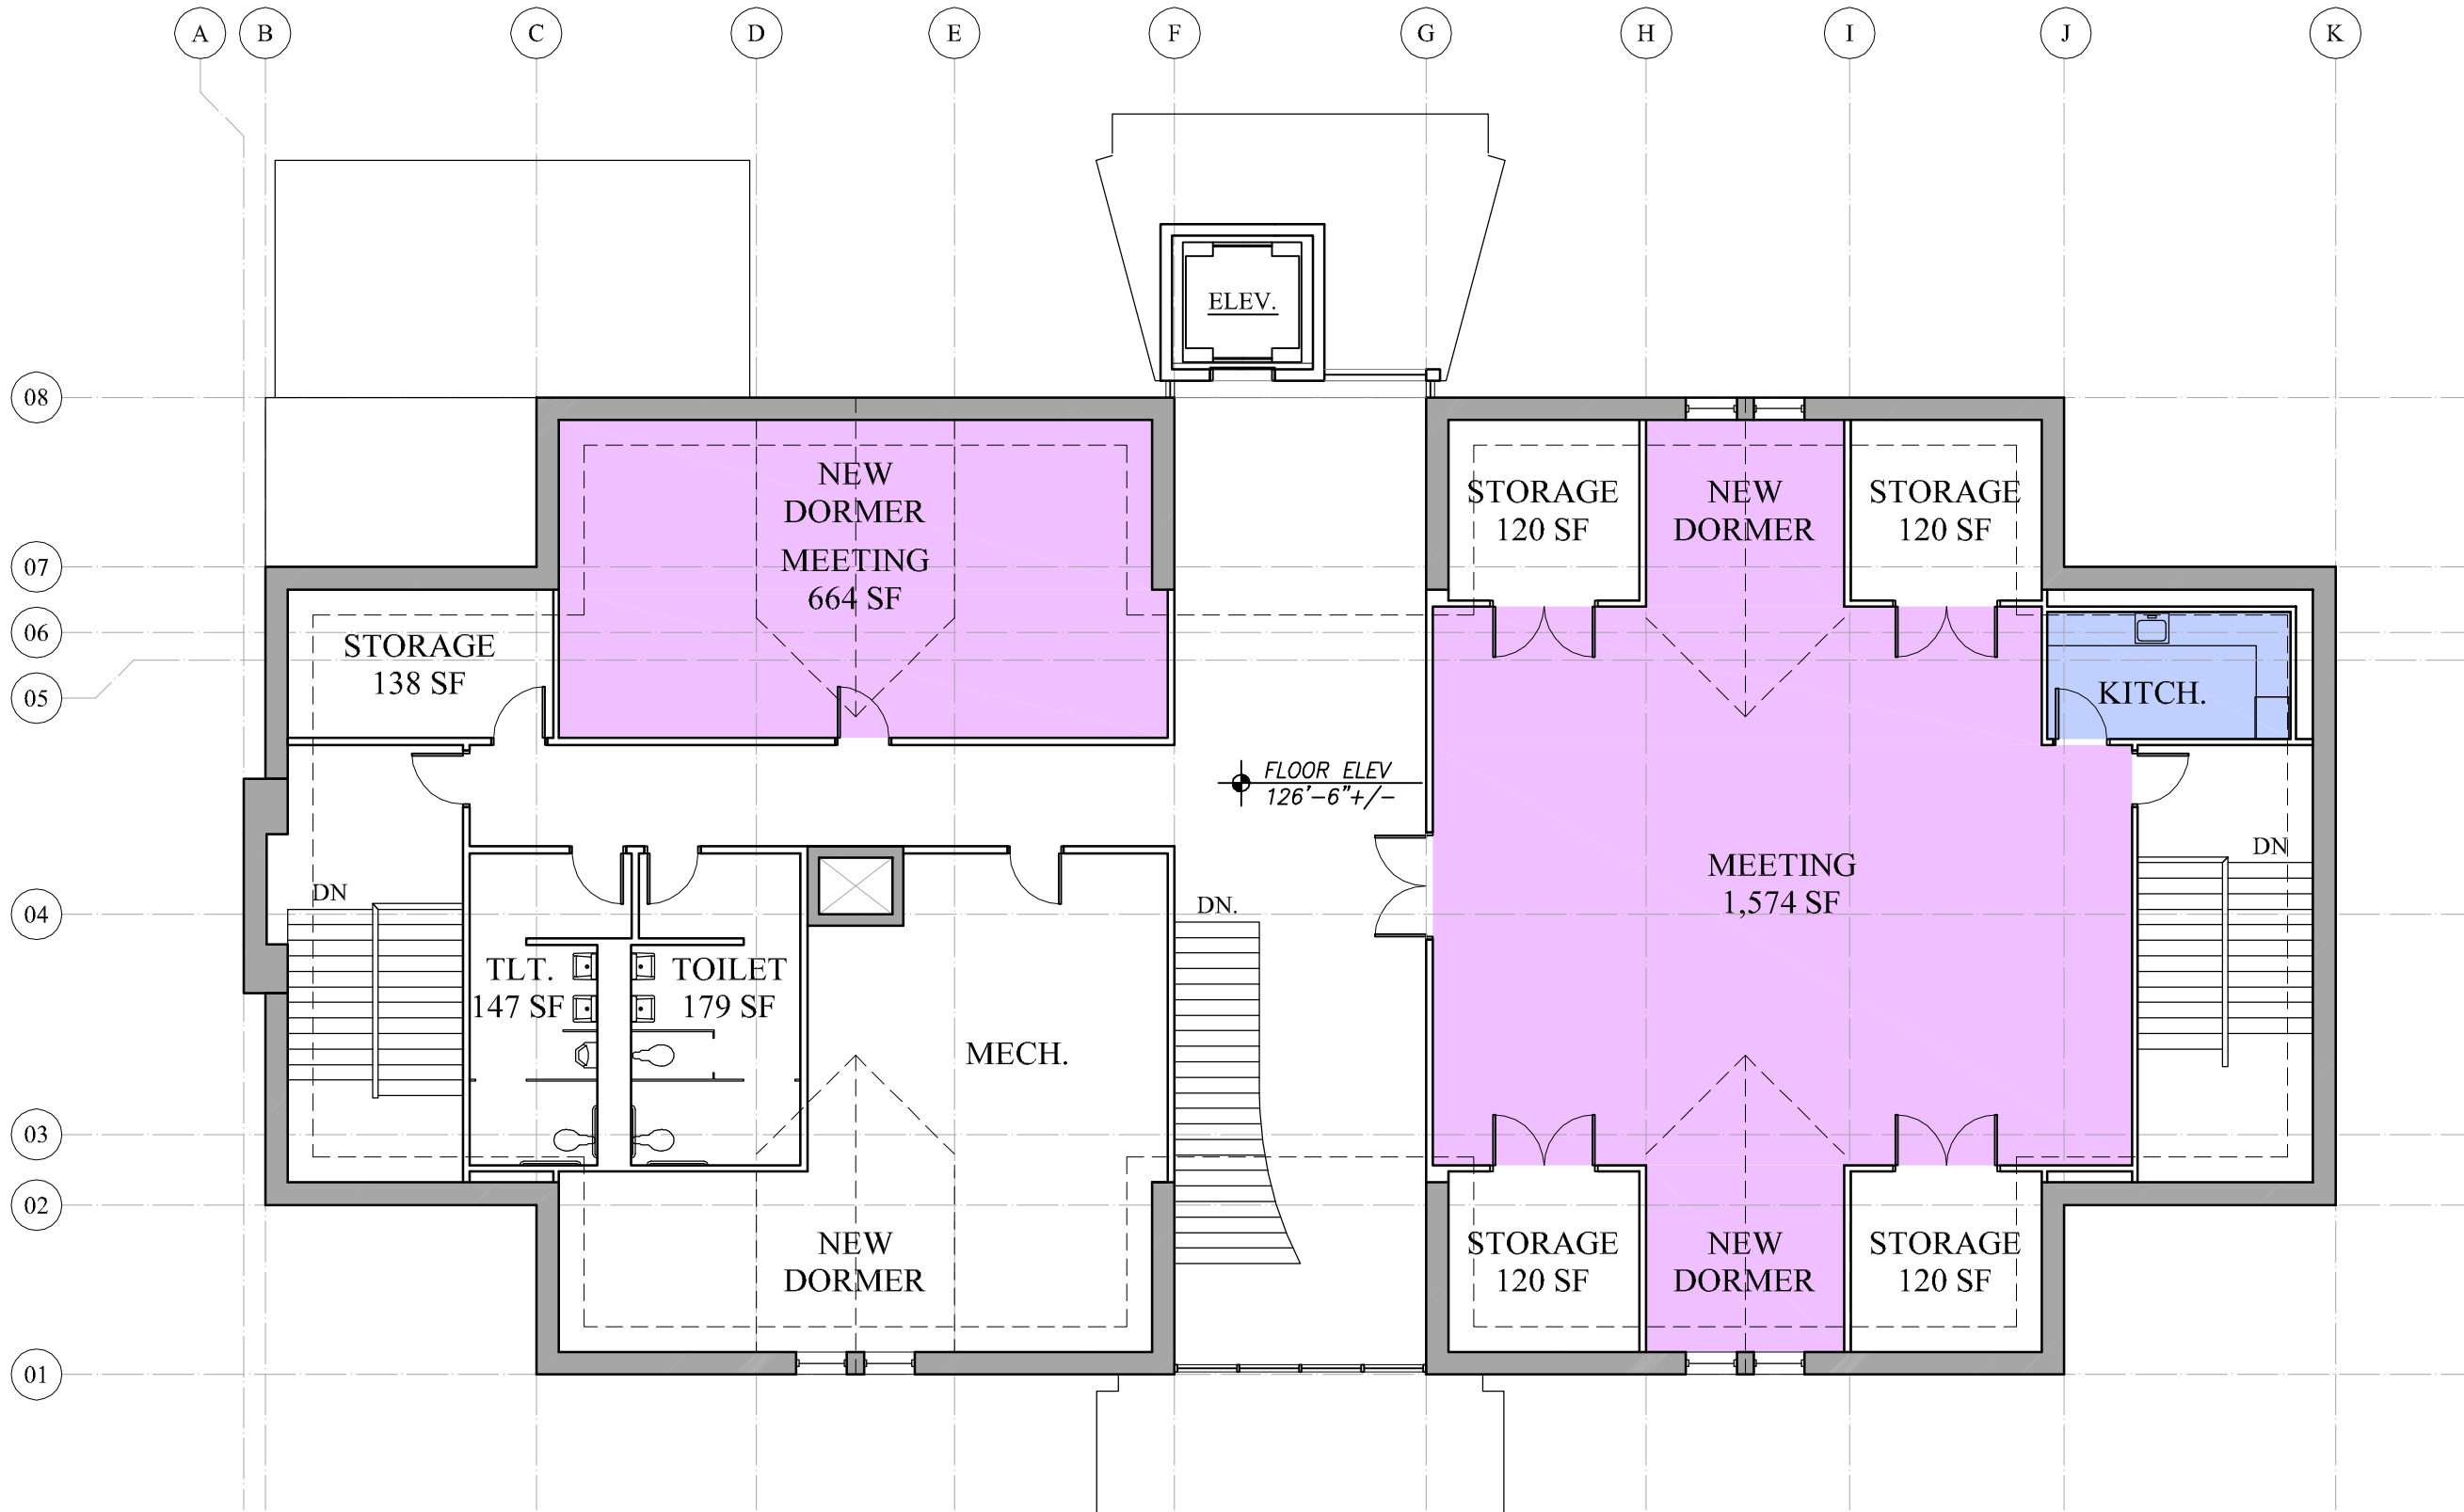 A B C D E F G H I J K
ELEV.
08
NEW
DORMER
MEETING
664 SF
STORAGE
120 SF
NEW
DORMER
STORAGE
120 SF
07
06
STORAGE
138 SF
05
KITCH.
FLOOR ELEV
126'-6"+/-
MEETING
1,574 SF
DN
DN
DN.
04
TLT.
147 SF
TOILET
179 SF
MECH.
03
02
NEW
DORMER
STORAGE
120 SF
NEW
DORMER
STORAGE
120 SF
01